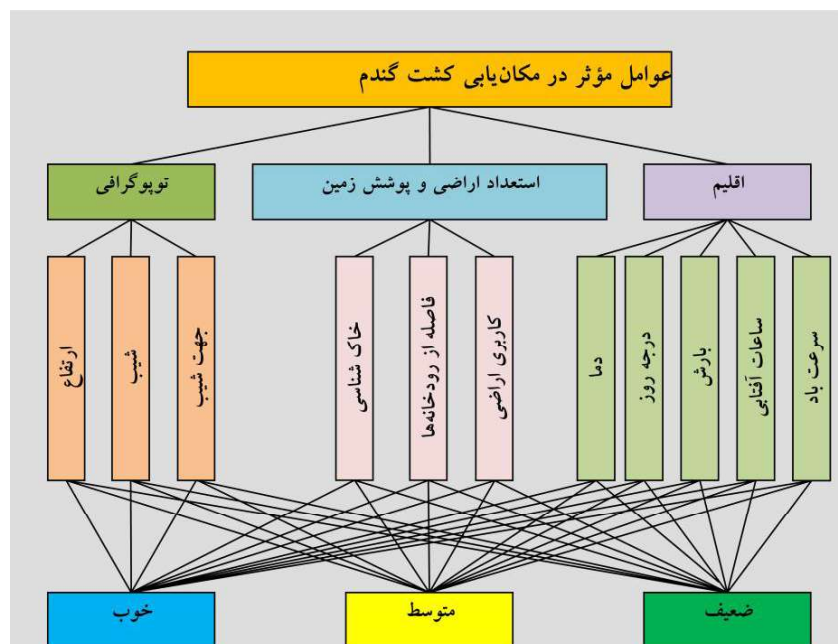 عوامل مؤثر در مکان‌یابی کشت گندم
اقلیم
استعداد اراضی و پوشش زمین
توپوگرافی
سرعت باد
ساعات آفتابی
بارش
درجه روز
دما
کاربری اراضی
فاصله از رودخانه‌ها
خاک شناسی
جهت شیب
شیب
ارتفاع
ضعیف
متوسط
خوب